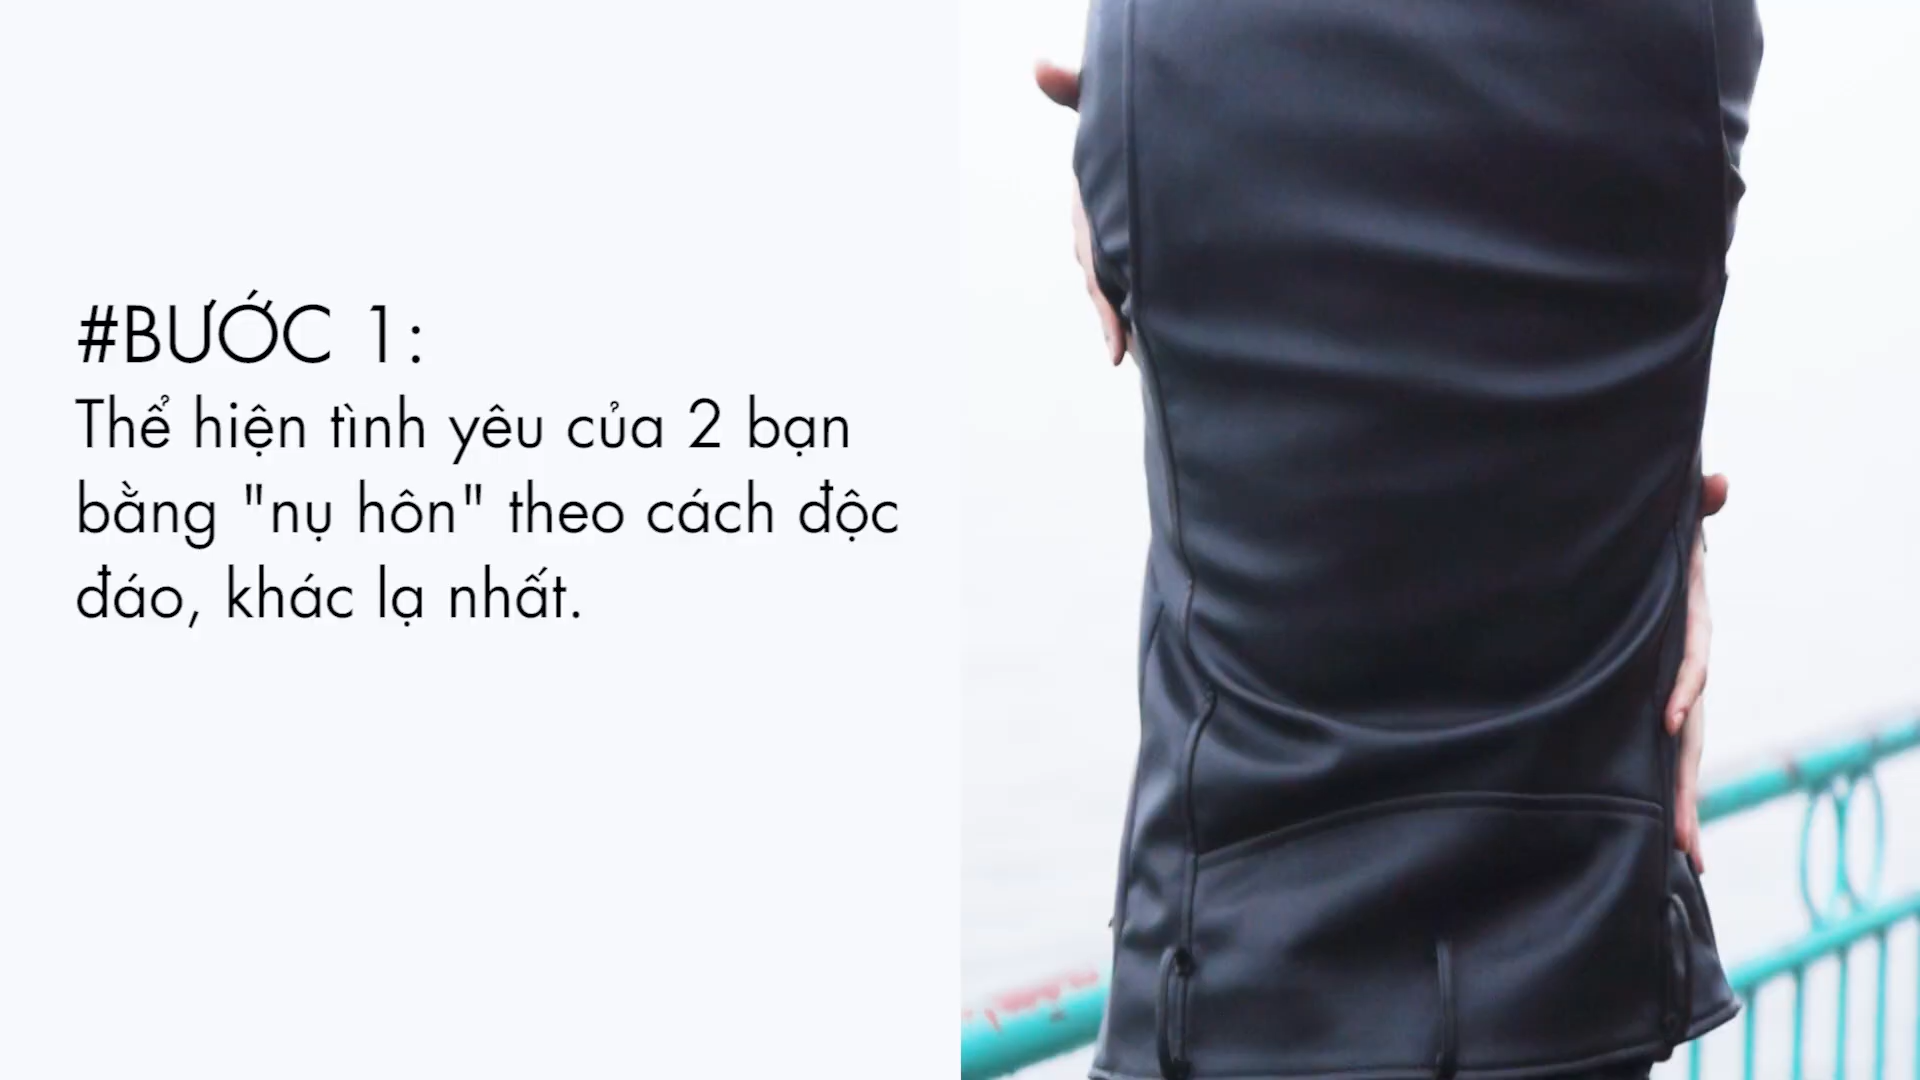 #BƯỚC 1:
Thể hiện tình yêu của 2 bạn
bằng "nụ hôn" theo cách độc
đáo, khác lạ nhất.